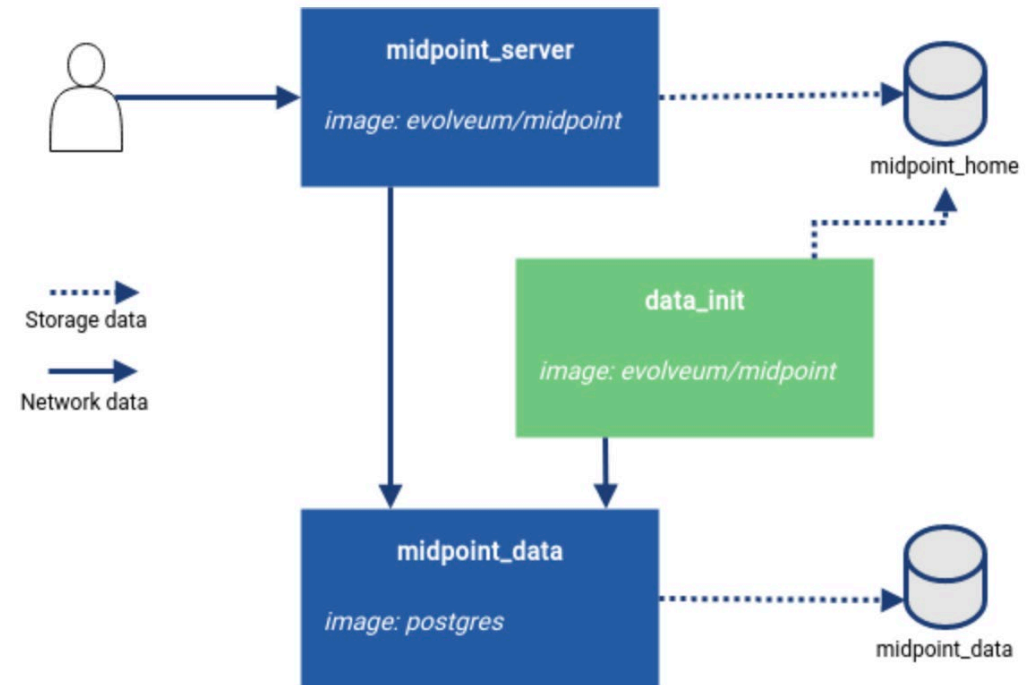 midpoint_server
image: evolveum/midpoint
midpoint_home
data_init
image: evolveum/midpoint
Storage data
Network data
midpoint_data
image: postgres
midpoint_data